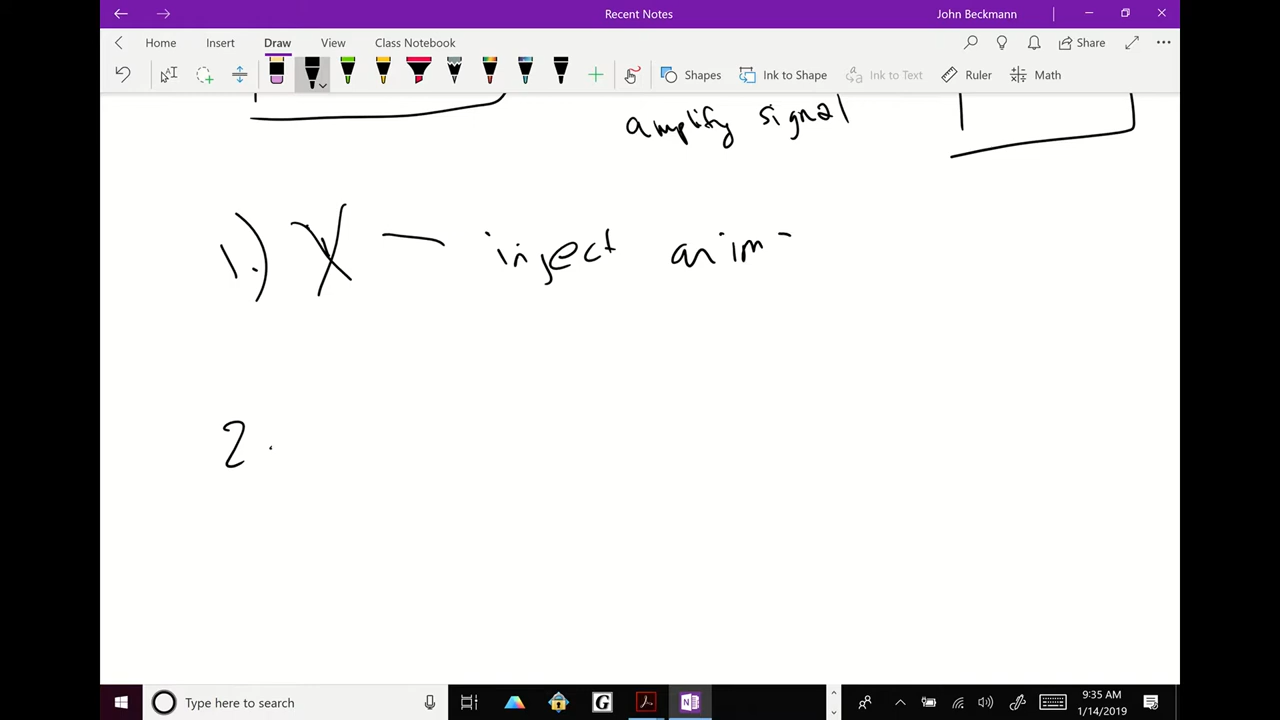 Recent Notes
John Beckmann
Home Insert Draw View Class Notebook
Share
Shapes
Ink to Shape
Ink to Text
Ruler
Math
amplify signal
1.) X — inject anim
2.
Type here to search
G
N
9:35 AM
1/14/2019